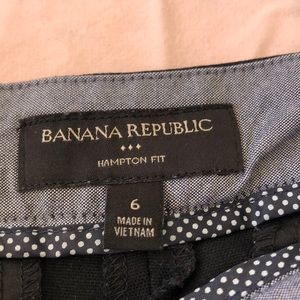 BANANA REPUBLIC
HAMPTON FIT
6
MADE IN
VIETNAM